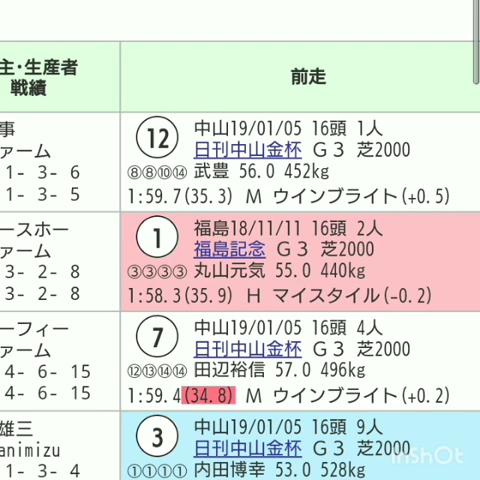 主・生産者
戦績
前走
事
ァーム
1- 3- 6
1- 3- 5
12
中山19/01/05 16頭 1人
日刊中山金杯 Ｇ３ 芝2000
⑧⑧⑩⑭ 武豊 56.0 452kg
1:59.7(35.3) M ウインブライト(+0.5)
ースホー
ァーム
3- 2- 8
3- 2- 8
1
福島18/11/11 16頭 2人
福島記念 Ｇ３ 芝2000
③③③③ 丸山元気 55.0 440kg
1:58.3(35.9) H マイスタイル(-0.2)
ーフィー
ァーム
4- 6- 15
4- 6- 15
7
中山19/01/05 16頭 4人
日刊中山金杯 Ｇ３ 芝2000
⑫⑬⑭⑭ 田辺裕信 57.0 496kg
1:59.4(34.8) M ウインブライト(+0.2)
雄三
animizu
1- 3- 4
3
中山19/01/05 16頭 9人
日刊中山金杯 Ｇ３ 芝2000
①①①① 内田博幸 53.0 528kg
InShOt